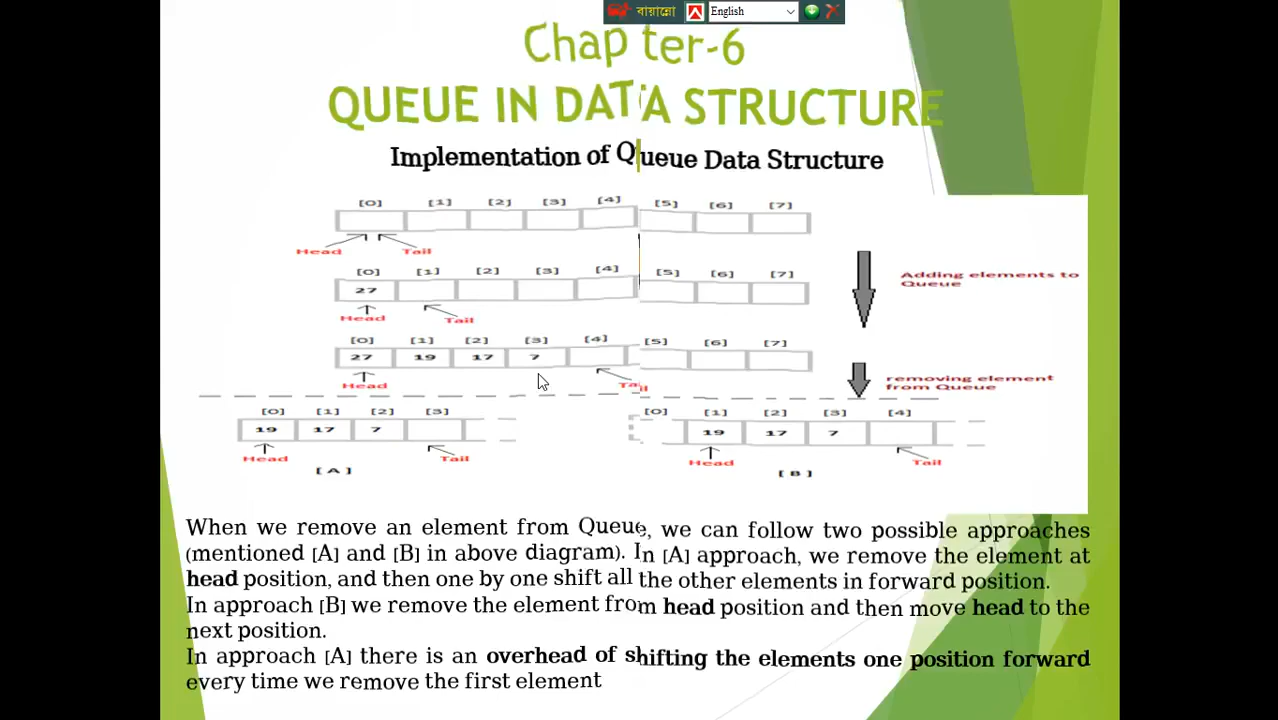 বায়ান্নো English
Chapter-6
QUEUE IN DATA STRUCTURE
Implementation of Queue Data Structure
[0] [1] [2] [3] [4] [5] [6] [7]
Head Tail
[0] [1] [2] [3] [4] [5] [6] [7]
27
Adding elements to
Queue
Head Tail
[0] [1] [2] [3] [4] [5] [6] [7]
27 19 17 7
Head Tail
removing element
from Queue
[0] [1] [2] [3] [0] [1] [2] [3] [4]
19 17 7 19 17 7
Head Tail Head Tail
[ A ] [ B ]
When we remove an element from Queue, we can follow two possible approaches
(mentioned [A] and [B] in above diagram). In [A] approach, we remove the element at
head position, and then one by one shift all the other elements in forward position.
In approach [B] we remove the element from head position and then move head to the
next position.
In approach [A] there is an overhead of shifting the elements one position forward
every time we remove the first element